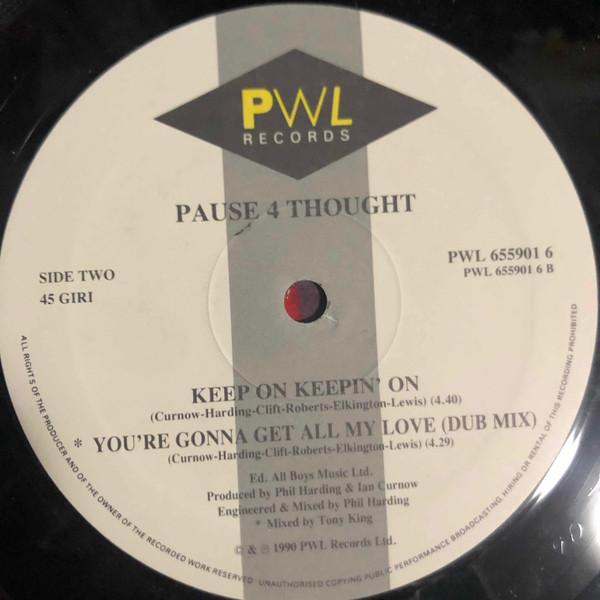 PWL
RECORDS
PAUSE 4 THOUGHT
SIDE TWO
45 GIRI
PWL 655901 6
PWL 655901 6 B
KEEP ON KEEPIN' ON
(Curnow-Harding-Clift-Roberts-Elkington-Lewis) (4.40)
* YOU'RE GONNA GET ALL MY LOVE (DUB MIX)
(Curnow-Harding-Clift-Roberts-Elkington-Lewis) (4.29)
Ed. All Boys Music Ltd.
Produced by Phil Harding & Ian Curnow
Engineered & Mixed by Phil Harding
* Mixed by Tony King
© & ℗ 1990 PWL Records Ltd.
ALL RIGHTS OF THE PRODUCER AND OF THE OWNER OF THE RECORDED WORK RESERVED UNAUTHORISED COPYING PUBLIC PERFORMANCE BROADCASTING HIRING OR RENTAL OF THIS RECORDING PROHIBITED